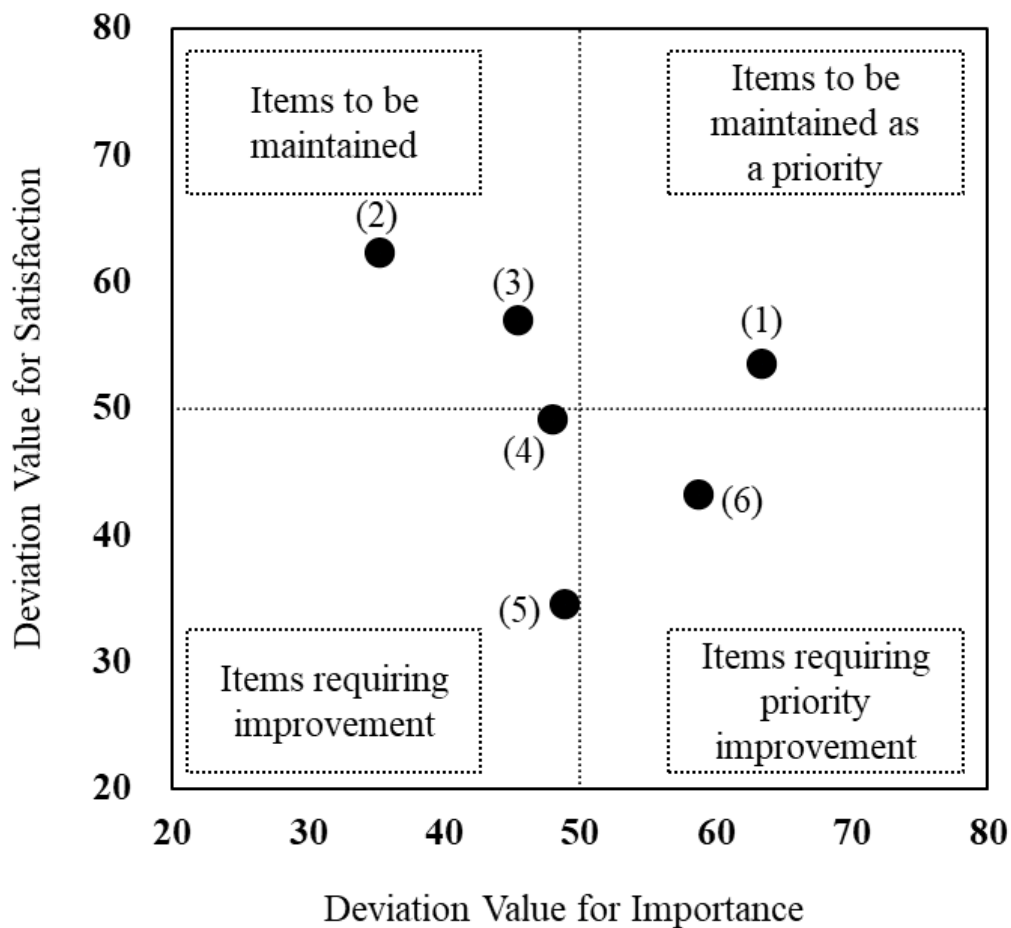 80
Items to be
maintained
Items to be
maintained as
a priority
70
(2)
60
(3)
(1)
50
(4)
(6)
40
(5)
30
Items requiring
improvement
Items requiring
priority
improvement
20
Deviation Value for Satisfaction
20 30 40 50 60 70 80
Deviation Value for Importance